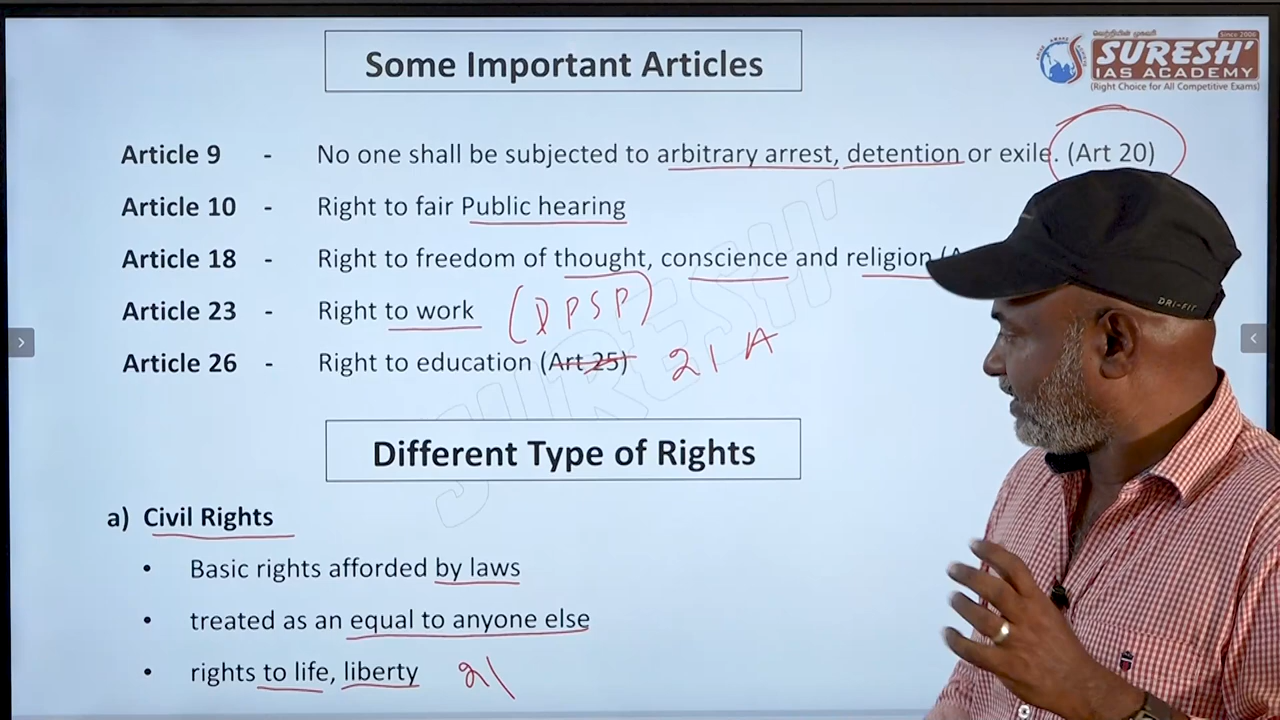 Some Important Articles
Since 2006
SURESH'
IAS ACADEMY
(Right Choice for All Competitive Exams)
Article 9 - No one shall be subjected to arbitrary arrest, detention or exile. (Art 20)
Article 10 - Right to fair Public hearing
Article 18 - Right to freedom of thought, conscience and religion
Article 23 - Right to work (DPSP)
Article 26 - Right to education (Art 25) 21 A
SURESH'
DRI-FIT
Different Type of Rights
a) Civil Rights
• Basic rights afforded by laws
• treated as an equal to anyone else
• rights to life, liberty 21